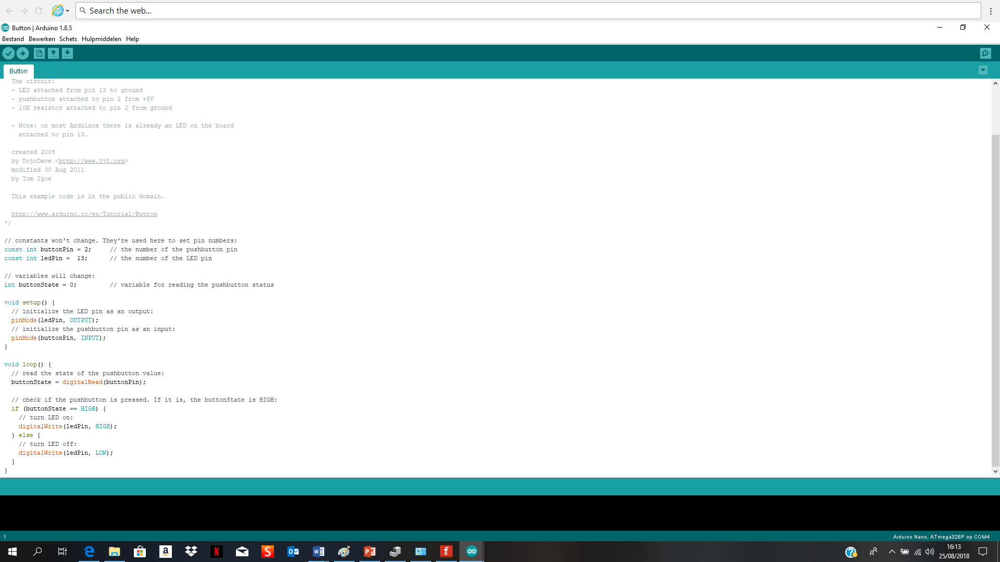 Search the web...
Button | Arduino 1.8.5
Bestand Bewerken Schets Hulpmiddelen Help
Button
The circuit:
- LED attached from pin 13 to ground
- pushbutton attached to pin 2 from +5V
- 10K resistor attached to pin 2 from ground
- Note: on most Arduinos there is already an LED on the board
attached to pin 13.
created 2005
by DojoDave <http://www.0j0.org>
modified 30 Aug 2011
by Tom Igoe
This example code is in the public domain.
http://www.arduino.cc/en/Tutorial/Button
*/
// constants won't change. They're used here to set pin numbers:
const int buttonPin = 2;     // the number of the pushbutton pin
const int ledPin =  13;      // the number of the LED pin
// variables will change:
int buttonState = 0;         // variable for reading the pushbutton status
void setup() {
  // initialize the LED pin as an output:
  pinMode(ledPin, OUTPUT);
  // initialize the pushbutton pin as an input:
  pinMode(buttonPin, INPUT);
}
void loop() {
  // read the state of the pushbutton value:
  buttonState = digitalRead(buttonPin);
  // check if the pushbutton is pressed. If it is, the buttonState is HIGH:
  if (buttonState == HIGH) {
    // turn LED on:
    digitalWrite(ledPin, HIGH);
  } else {
    // turn LED off:
    digitalWrite(ledPin, LOW);
  }
}
1
Arduino Nano, ATmega328P op COM4
16:13
25/08/2018